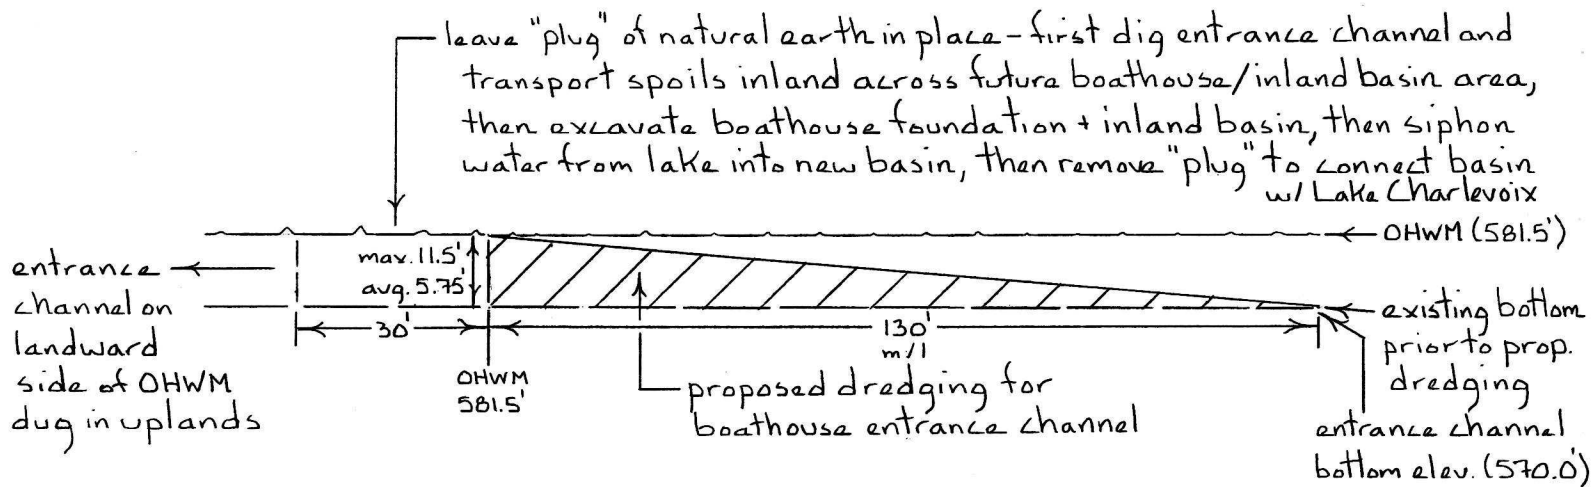 leave "plug" of natural earth in place - first dig entrance channel and
transport spoils inland across future boathouse/inland basin area,
then excavate boathouse foundation + inland basin, then siphon
water from lake into new basin, then remove "plug" to connect basin
w/ Lake Charlevoix
OHWM (581.5')
entrance
channel on
landward
side of OHWM
dug in uplands
max. 11.5'
avg. 5.75'
30'
130'
m/l
OHWM
581.5'
proposed dredging for
boathouse entrance channel
existing bottom
prior to prop.
dredging
entrance channel
bottom elev. (570.0')